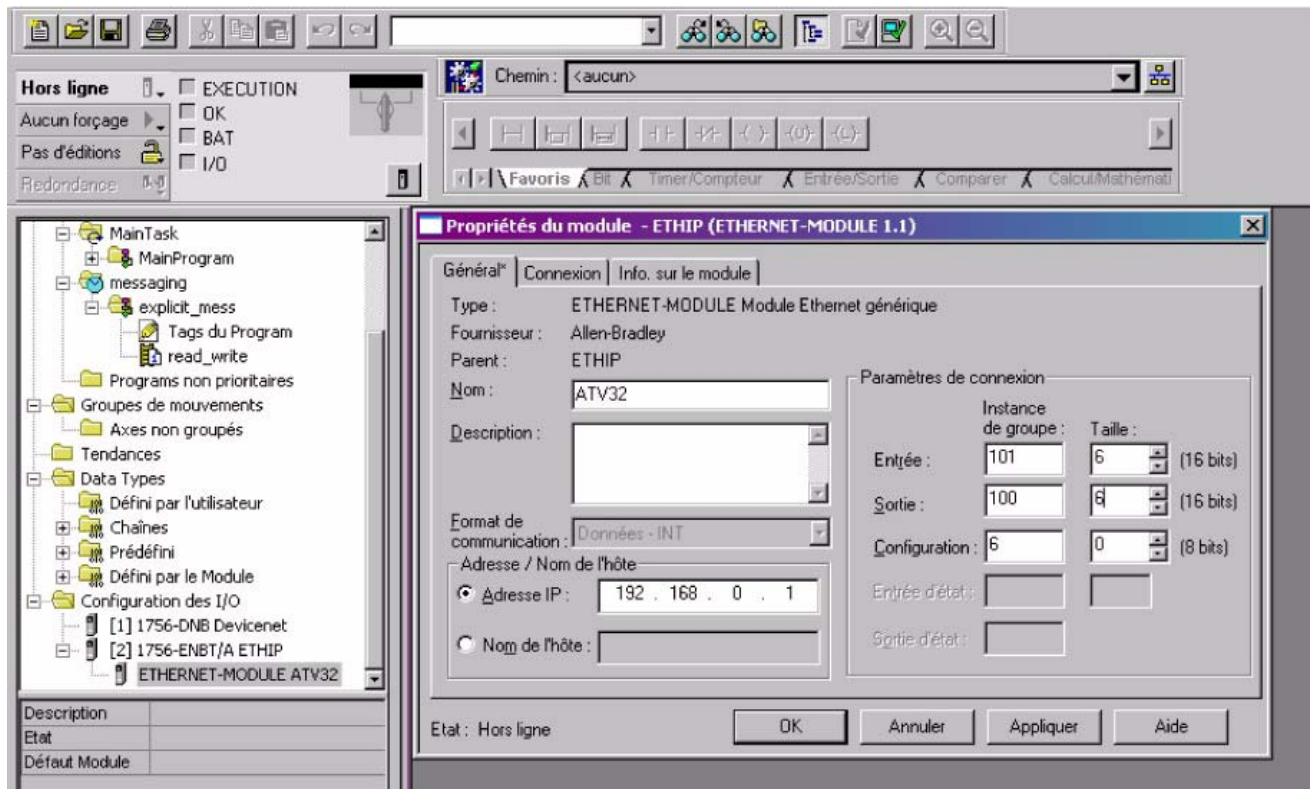 Chemin : <aucun>
Hors ligne
EXECUTION
Aucun forçage
OK
Pas d'éditions
BAT
Redondance
I/O
Favoris
Bit
Timer/Compteur
Entrée/Sortie
Comparer
Calcul/Mathémati
MainTask
MainProgram
messaging
explicit_mess
Tags du Program
read_write
Programs non prioritaires
Groupes de mouvements
Axes non groupés
Tendances
Data Types
Défini par l'utilisateur
Chaînes
Prédéfini
Défini par le Module
Configuration des I/O
[1] 1756-DNB Devicenet
[2] 1756-ENBT/A ETHIP
ETHERNET-MODULE ATV32
Description
Etat
Défaut Module
Propriétés du module - ETHIP (ETHERNET-MODULE 1.1)
Général*
Connexion
Info. sur le module
Type : ETHERNET-MODULE Module Ethernet générique
Fournisseur : Allen-Bradley
Parent : ETHIP
Nom : ATV32
Description :
Format de
communication : Données - INT
Adresse / Nom de l'hôte
Adresse IP : 192 . 168 . 0 . 1
Nom de l'hôte :
Paramètres de connexion
Instance
de groupe : Taille :
Entrée : 101 6 (16 bits)
Sortie : 100 6 (16 bits)
Configuration : 6 0 (8 bits)
Entrée d'état :
Sortie d'état :
Etat : Hors ligne
OK
Annuler
Appliquer
Aide